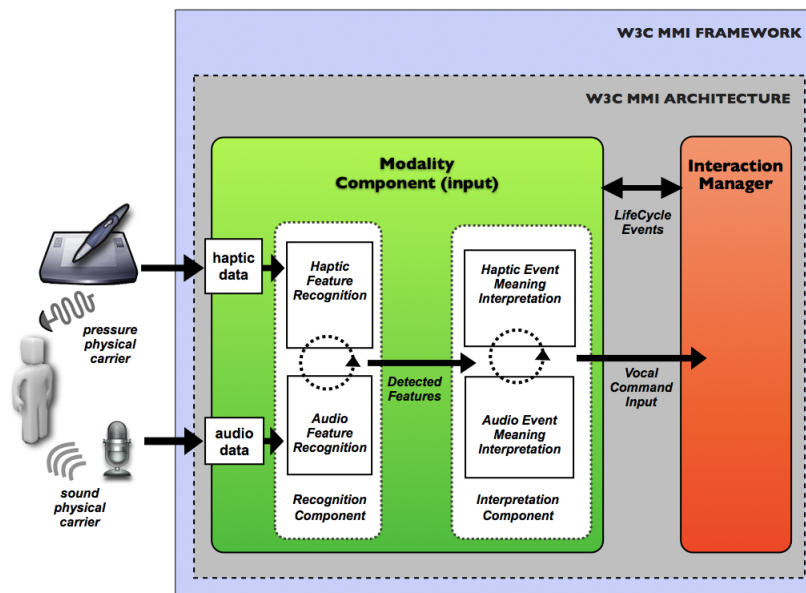 W3C MMI FRAMEWORK
W3C MMI ARCHITECTURE
Modality
Component (input)
Interaction
Manager
LifeCycle
Events
haptic
data
Haptic
Feature
Recognition
Haptic Event
Meaning
Interpretation
pressure
physical
carrier
Detected
Features
Vocal
Command
Input
audio
data
Audio
Feature
Recognition
Audio Event
Meaning
Interpretation
sound
physical
carrier
Recognition
Component
Interpretation
Component